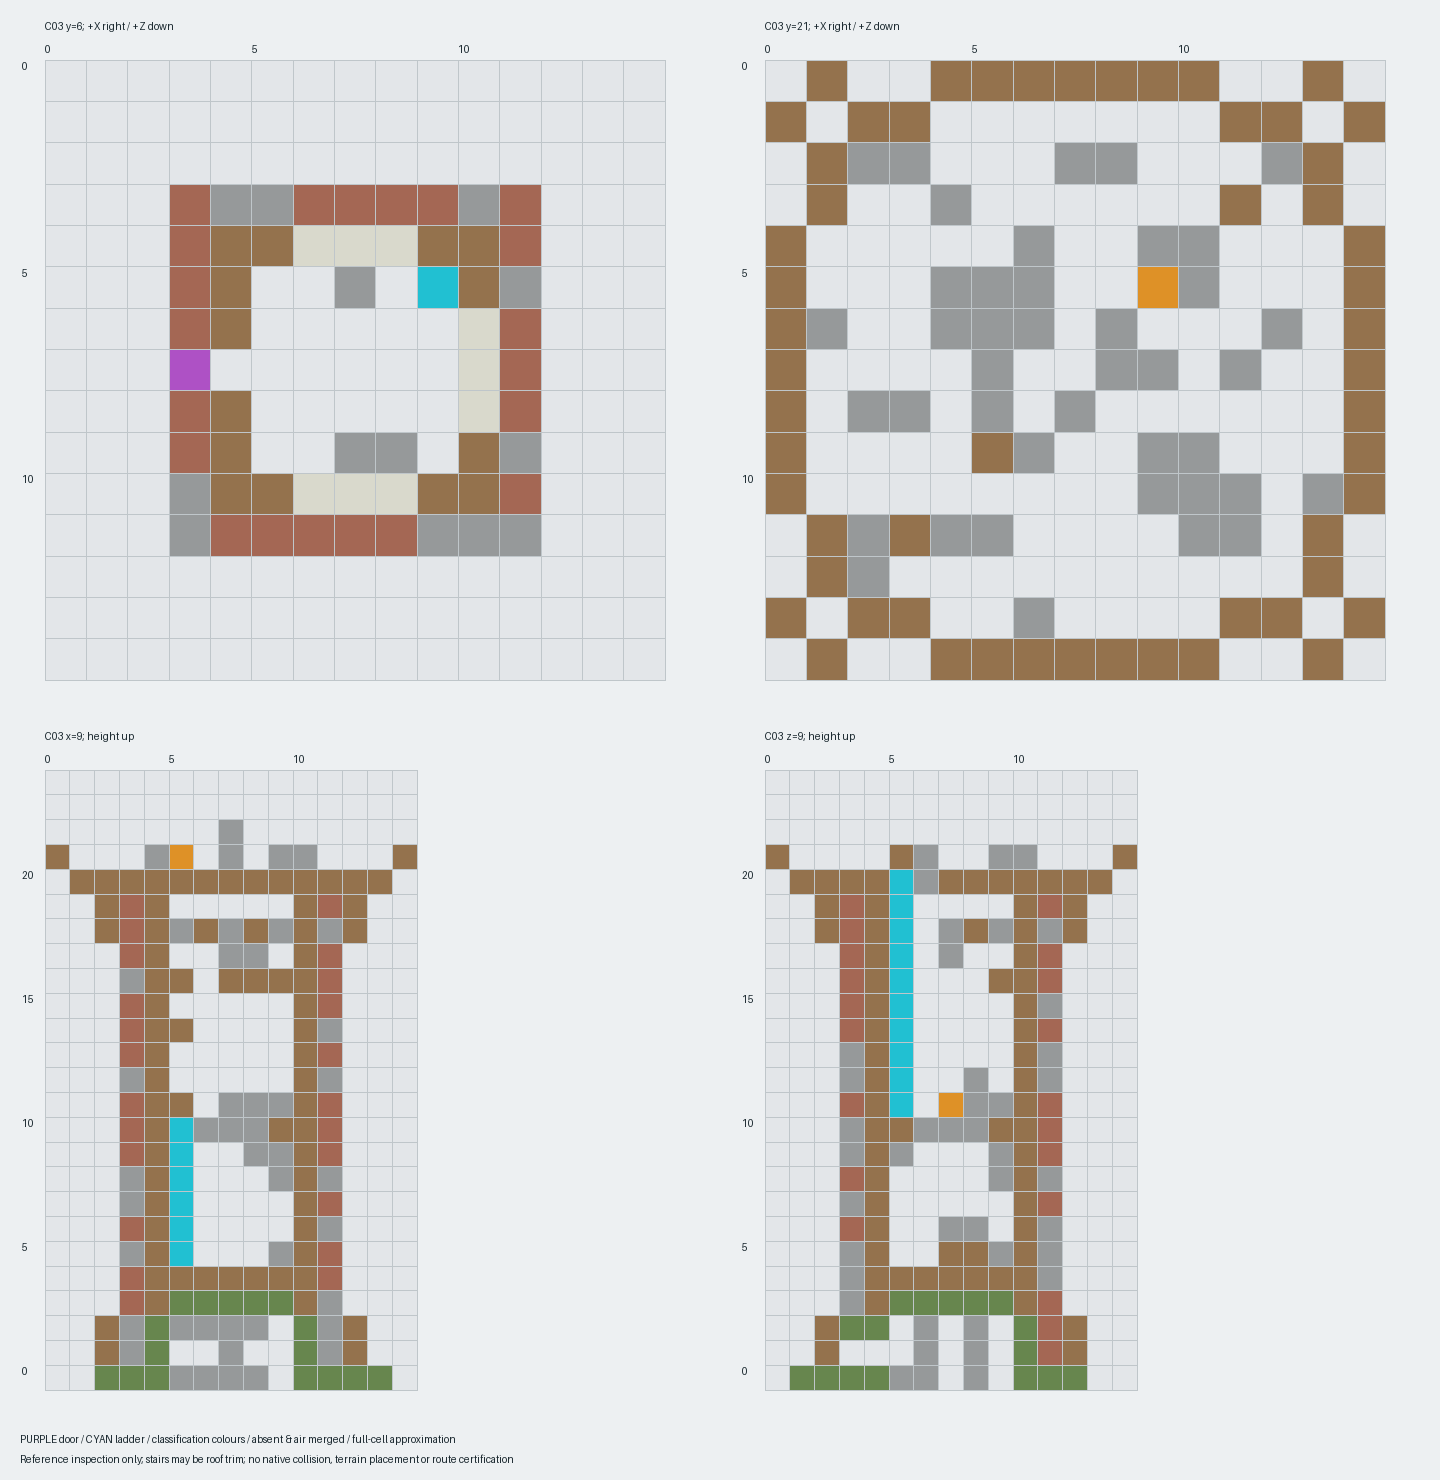 C03 y=6; +X right / +Z down
0 5 10
0
5
10
C03 y=21; +X right / +Z down
0 5 10
0
5
10
C03 x=9; height up
0 5 10
20
15
10
5
0
C03 z=9; height up
0 5 10
20
15
10
5
0
PURPLE door / CYAN ladder / classification colours / absent & air merged / full-cell approximation
Reference inspection only; stairs may be roof trim; no native collision, terrain placement or route certification